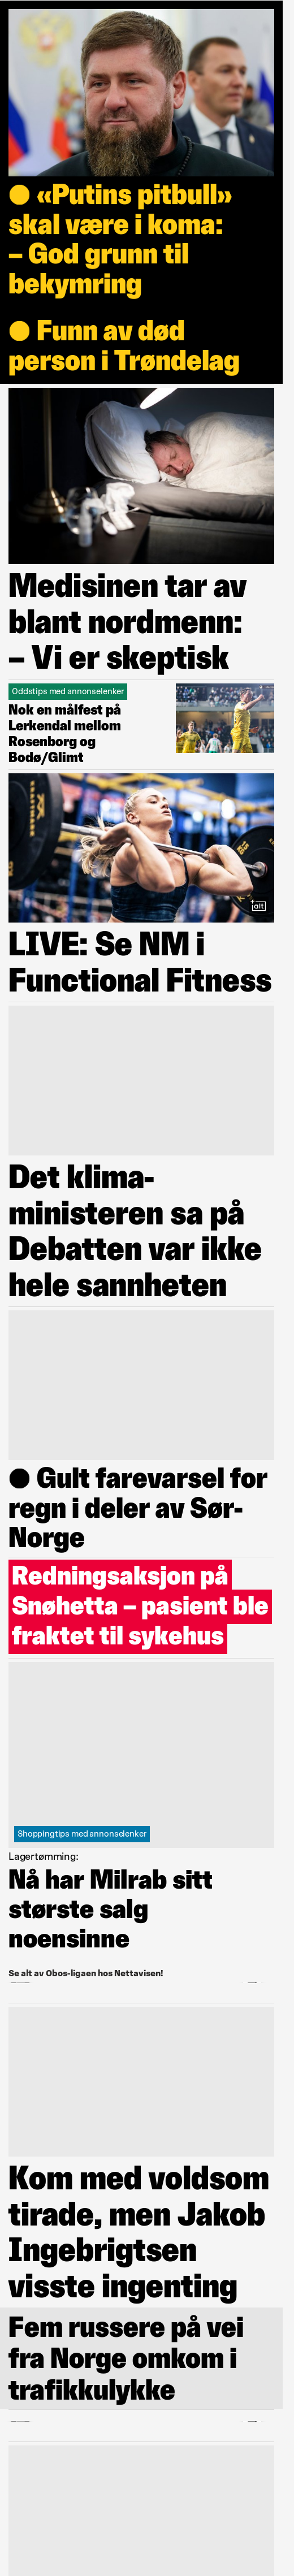 ● «Putins pitbull»
skal være i koma:
– God grunn til
bekymring
● Funn av død
person i Trøndelag
Medisinen tar av
blant nordmenn:
– Vi er skeptisk
Oddstips med annonselenker
Nok en målfest på
Lerkendal mellom
Rosenborg og
Bodø/Glimt
alt
LIVE: Se NM i
Functional Fitness
Det klima-
ministeren sa på
Debatten var ikke
hele sannheten
● Gult farevarsel for
regn i deler av Sør-
Norge
Redningsaksjon på
Snøhetta – pasient ble
fraktet til sykehus
Shoppingtips med annonselenker
Lagertømming:
Nå har Milrab sitt
største salg
noensinne
Se alt av Obos-ligaen hos Nettavisen!
Kom med voldsom
tirade, men Jakob
Ingebrigtsen
visste ingenting
Fem russere på vei
fra Norge omkom i
trafikkulykke